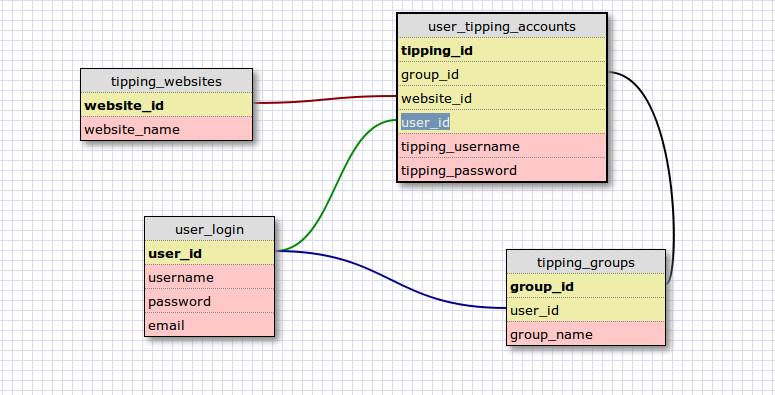 user_tipping_accounts
tipping_id
group_id
website_id
user_id
tipping_username
tipping_password
tipping_websites
website_id
website_name
user_login
user_id
username
password
email
tipping_groups
group_id
user_id
group_name